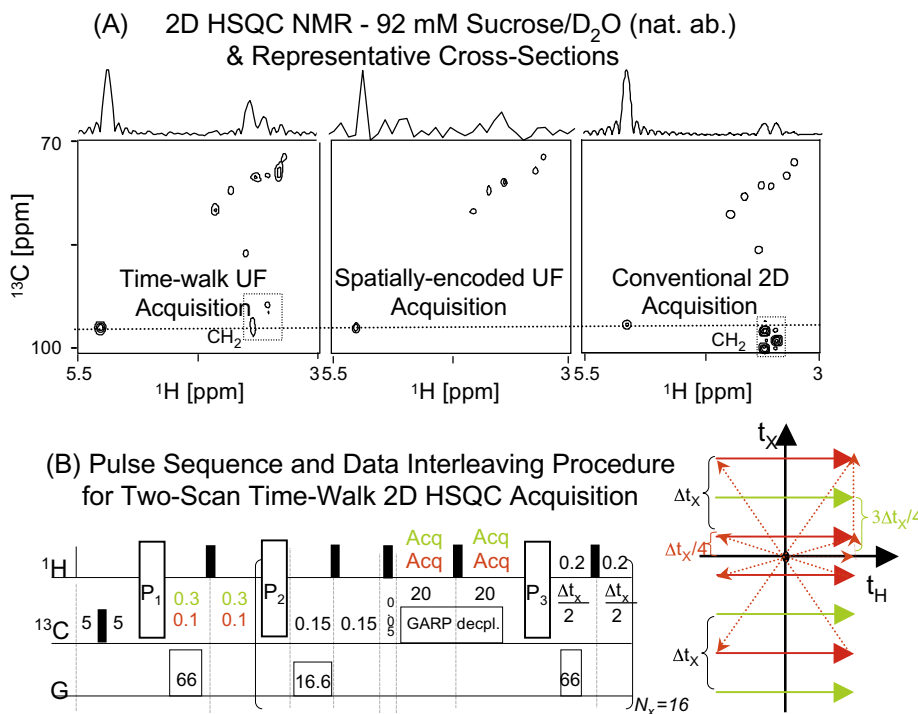 (A) 2D HSQC NMR - 92 mM Sucrose/D₂O (nat. ab.)
& Representative Cross-Sections
70
¹³C [ppm]
100
Time-walk UF
Acquisition
CH₂
Spatially-encoded UF
Acquisition
Conventional 2D
Acquisition
CH₂
5.5 35.5 35.5 3
¹H [ppm] ¹H [ppm] ¹H [ppm]
(B) Pulse Sequence and Data Interleaving Procedure
for Two-Scan Time-Walk 2D HSQC Acquisition
Acq Acq
Acq Acq
¹H
P₁ P₂ P₃
0.2 0.2
0.3 0.3
0.1 0.1
20 20
Δtₓ/2 Δtₓ/2
¹³C 5 5
0.15 0.15
0.05
GARP decpl.
G
66 16.6 66
Nₓ=16
tₓ
Δtₓ
3Δtₓ/4
Δtₓ/4
t_H
Δtₓ